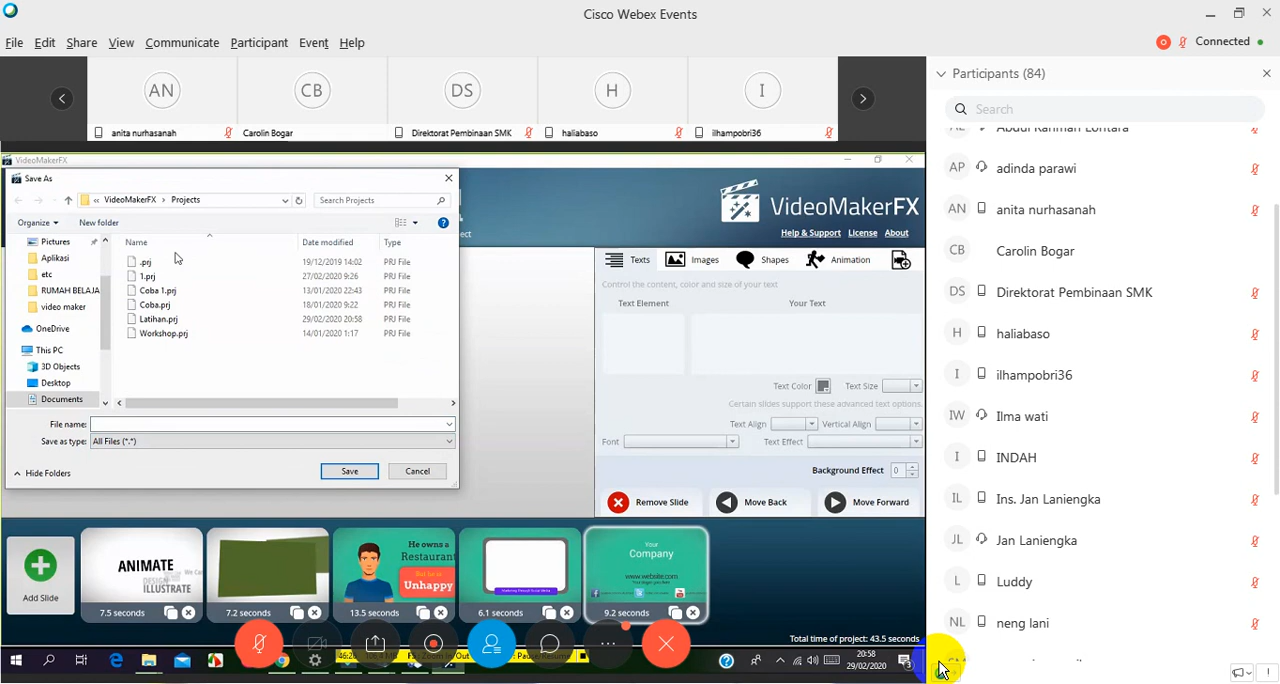 Cisco Webex Events
File Edit Share View Communicate Participant Event Help
Connected
AN
anita nurhasanah
CB
Carolin Bogar
DS
Direktorat Pembinaan SMK
H
haliabaso
I
ilhampobri36
VideoMakerFX
Save As
« VideoMakerFX › Projects
Search Projects
Organize
New folder
Pictures
Aplikasi
etc
RUMAH BELAJA
video maker
OneDrive
This PC
3D Objects
Desktop
Documents
Name Date modified Type
.prj 19/12/2019 14:02 PRJ File
1.prj 27/02/2020 9:26 PRJ File
Coba 1.prj 13/01/2020 22:43 PRJ File
Coba.prj 18/01/2020 9:22 PRJ File
Latihan.prj 29/02/2020 20:58 PRJ File
Workshop.prj 14/01/2020 1:17 PRJ File
File name:
Save as type: All Files (*.*)
Hide Folders
Save
Cancel
VideoMakerFX
Help & Support License About
Texts Images Shapes Animation
Control the content, color and size of your text
Text Element Your Text
Text Color Text Size
Certain slides support these advanced text options.
Text Align Vertical Align
Font Text Effect
Background Effect 0
Remove Slide Move Back Move Forward
Add Slide
ANIMATE
DESIGN
ILLUSTRATE
7.5 seconds
7.2 seconds
He owns a
Restaurant
Unhappy
13.5 seconds
6.1 seconds
Your
Company
www.website.com
9.2 seconds
Total time of project: 43.5 seconds
20:58
29/02/2020
3
Participants (84)
Search
Abdul Rahman Lontara
AP adinda parawi
AN anita nurhasanah
CB Carolin Bogar
DS Direktorat Pembinaan SMK
H haliabaso
I ilhampobri36
IW Ilma wati
I INDAH
IL Ins. Jan Laniengka
JL Jan Laniengka
L Luddy
NL neng lani